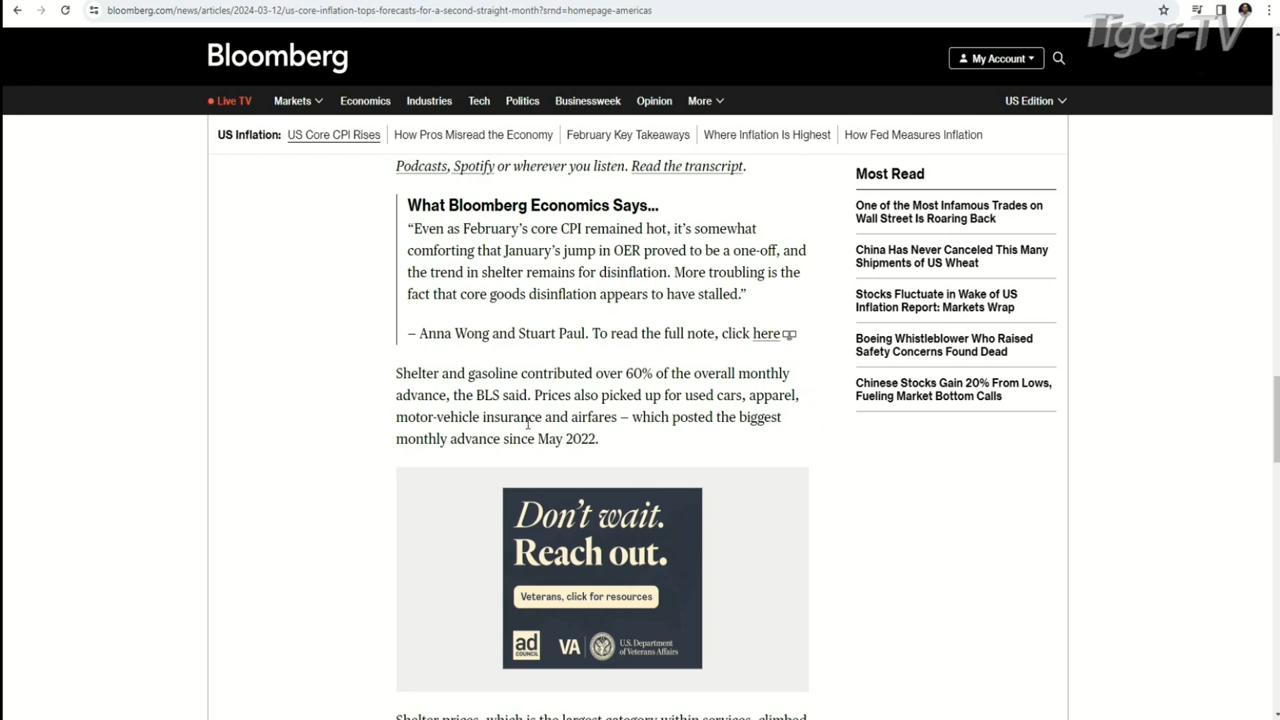 bloomberg.com/news/articles/2024-03-12/us-core-inflation-tops-forecasts-for-a-second-straight-month?srnd=homepage-americas
Tiger-TV
Bloomberg
My Account
Live TV Markets Economics Industries Tech Politics Businessweek Opinion More US Edition
US Inflation: US Core CPI Rises How Pros Misread the Economy February Key Takeaways Where Inflation Is Highest How Fed Measures Inflation
Podcasts, Spotify or wherever you listen. Read the transcript.
What Bloomberg Economics Says...
“Even as February’s core CPI remained hot, it’s somewhat
comforting that January’s jump in OER proved to be a one-off, and
the trend in shelter remains for disinflation. More troubling is the
fact that core goods disinflation appears to have stalled.”
— Anna Wong and Stuart Paul. To read the full note, click here
Shelter and gasoline contributed over 60% of the overall monthly
advance, the BLS said. Prices also picked up for used cars, apparel,
motor-vehicle insurance and airfares — which posted the biggest
monthly advance since May 2022.
Don’t wait.
Reach out.
Veterans, click for resources
ad
COUNCIL
VA
U.S. Department
of Veterans Affairs
Shelter prices, which is the largest category within services, climbed
Most Read
One of the Most Infamous Trades on
Wall Street Is Roaring Back
China Has Never Canceled This Many
Shipments of US Wheat
Stocks Fluctuate in Wake of US
Inflation Report: Markets Wrap
Boeing Whistleblower Who Raised
Safety Concerns Found Dead
Chinese Stocks Gain 20% From Lows,
Fueling Market Bottom Calls